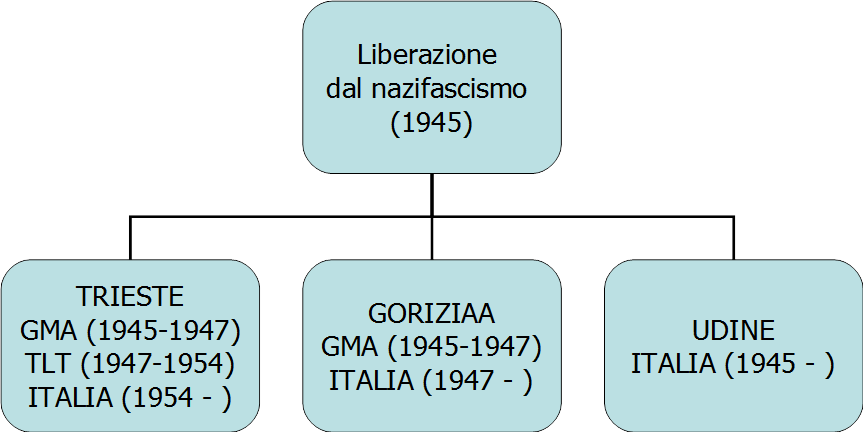 Liberazione
dal nazifascismo
(1945)
TRIESTE
GMA (1945-1947)
TLT (1947-1954)
ITALIA (1954 - )
GORIZIAA
GMA (1945-1947)
ITALIA (1947 - )
UDINE
ITALIA (1945 - )